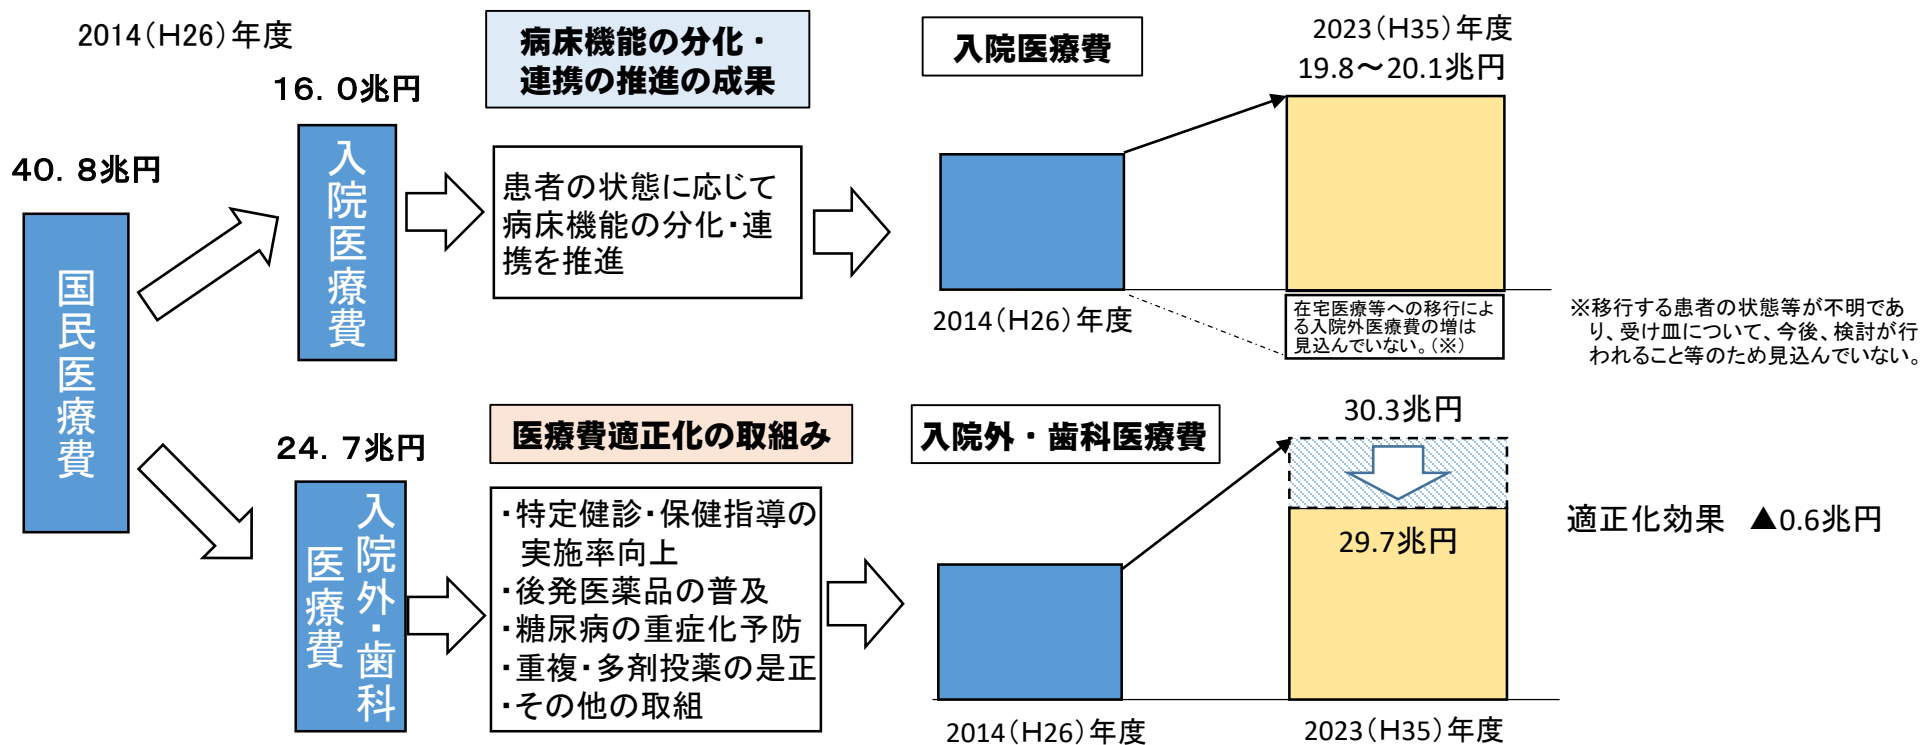 2014(H26)年度
40. 8兆円
国民医療費
16. 0兆円
入院医療費
病床機能の分化・
連携の推進の成果
患者の状態に応じて
病床機能の分化・連
携を推進
入院医療費
2014(H26)年度
2023(H35)年度
19.8～20.1兆円
在宅医療等への移行によ
る入院外医療費の増は
見込んでいない。(※)
※移行する患者の状態等が不明であ
り、受け皿について、今後、検討が行
われること等のため見込んでいない。
24. 7兆円
入院外・歯科
医療費
医療費適正化の取組み
・特定健診・保健指導の
実施率向上
・後発医薬品の普及
・糖尿病の重症化予防
・重複・多剤投薬の是正
・その他の取組
入院外・歯科医療費
2014(H26)年度
30.3兆円
29.7兆円
2023(H35)年度
適正化効果 ▲0.6兆円